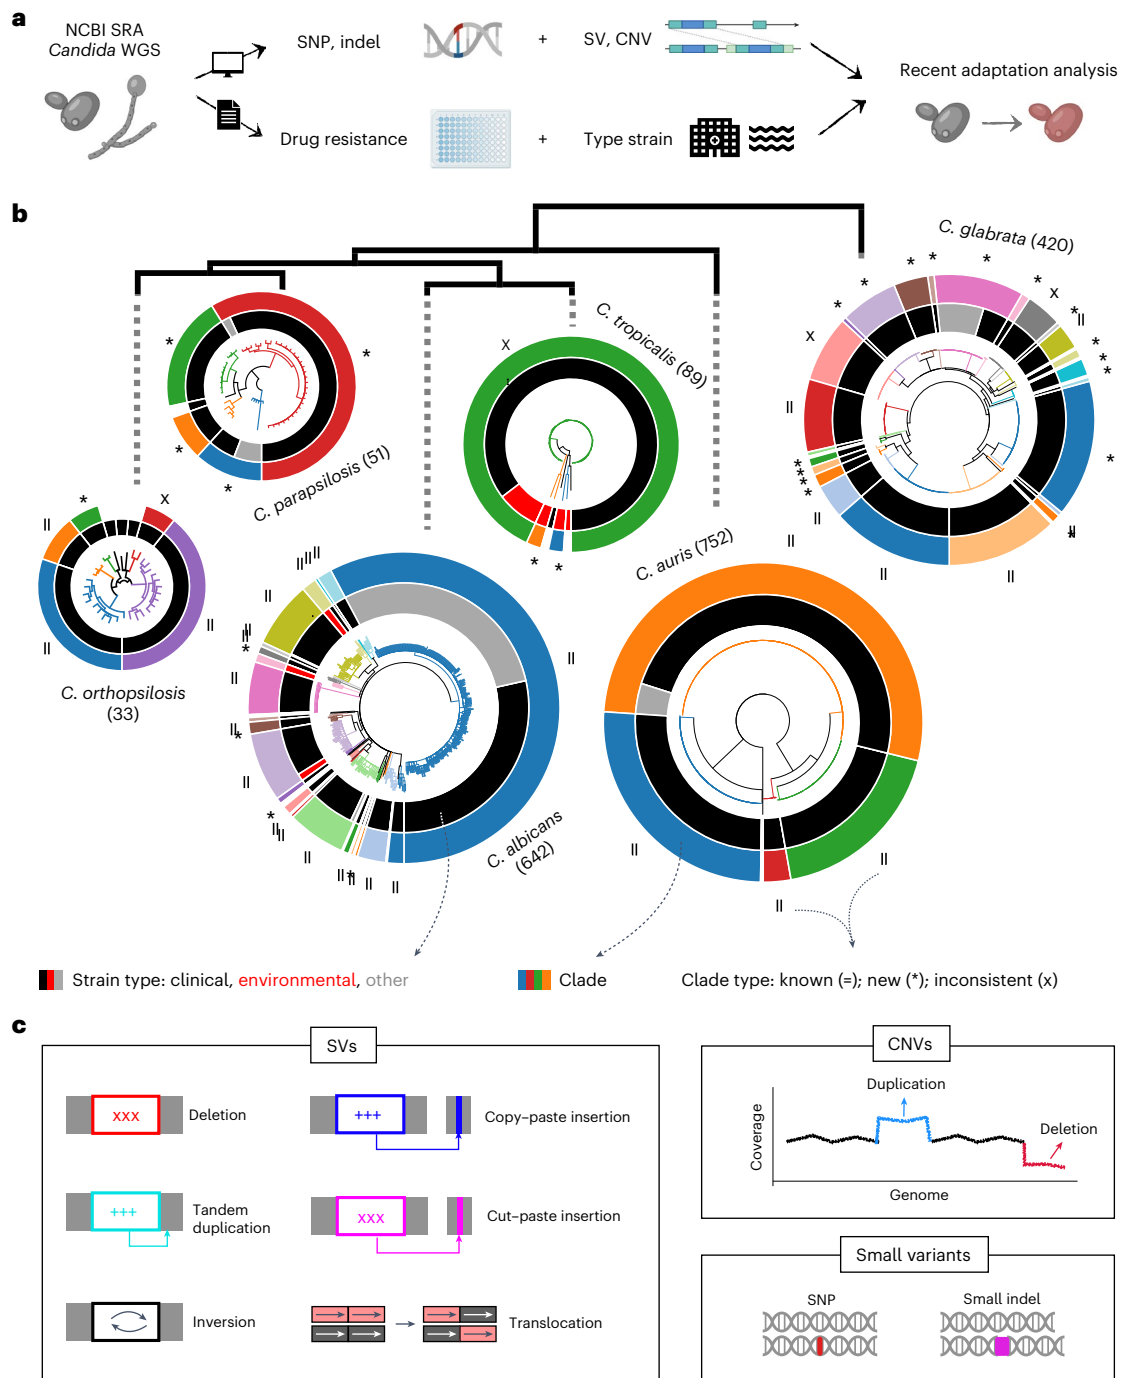 a
NCBI SRA
Candida WGS
SNP, indel
+
SV, CNV
Drug resistance
+
Type strain
Recent adaptation analysis
b
C. glabrata (420)
C. tropicalis (89)
C. parapsilosis (51)
C. auris (752)
C. orthopsilosis
(33)
C. albicans
(642)
Strain type: clinical, environmental, other
Clade
Clade type: known (=); new (*); inconsistent (x)
c
SVs
xxx
Deletion
+++
Copy–paste insertion
+++
Tandem
duplication
xxx
Cut–paste insertion
Inversion
Translocation
CNVs
Duplication
Deletion
Coverage
Genome
Small variants
SNP
Small indel